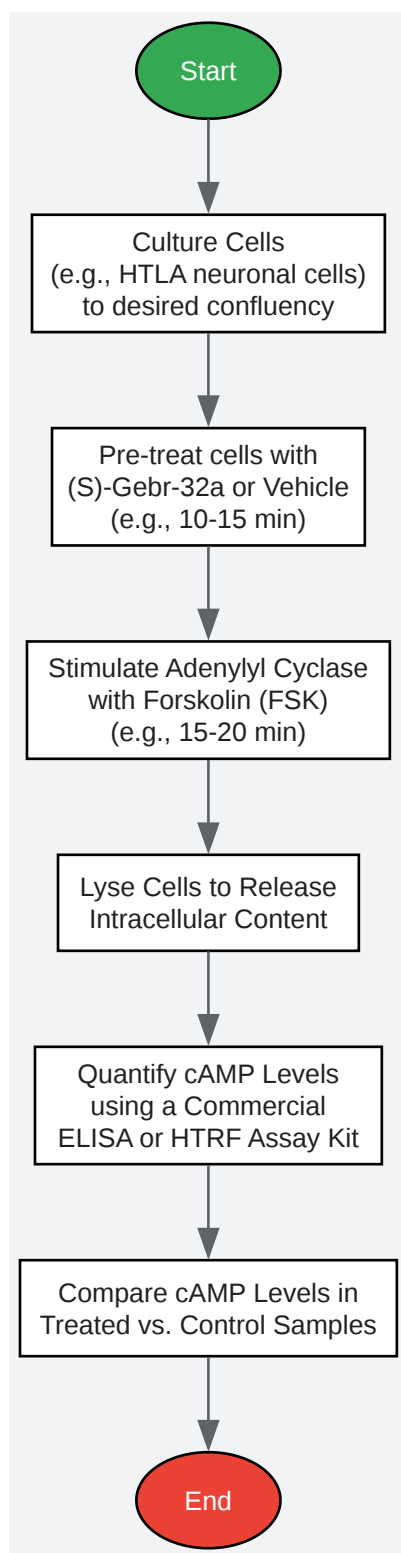 Start
Culture Cells
(e.g., HTLA neuronal cells)
to desired confluency
Pre-treat cells with
(S)-Gebr-32a or Vehicle
(e.g., 10-15 min)
Stimulate Adenylyl Cyclase
with Forskolin (FSK)
(e.g., 15-20 min)
Lyse Cells to Release
Intracellular Content
Quantify cAMP Levels
using a Commercial
ELISA or HTRF Assay Kit
Compare cAMP Levels in
Treated vs. Control Samples
End